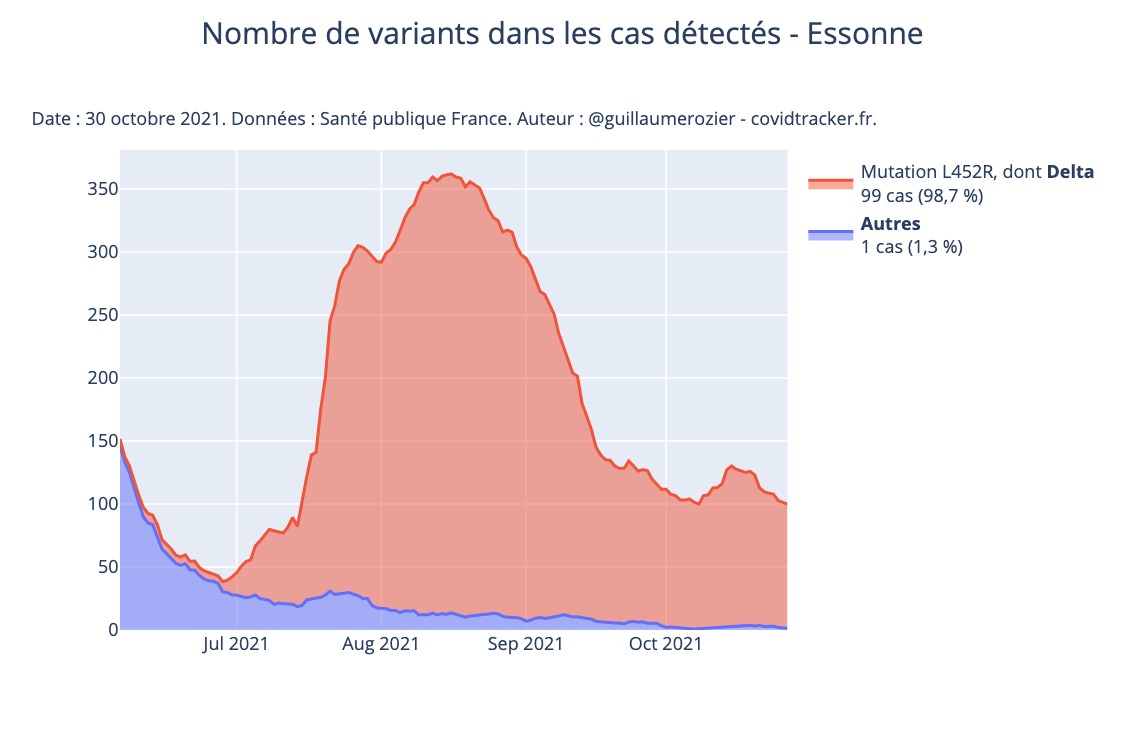 Nombre de variants dans les cas détectés - Essonne
Date : 30 octobre 2021. Données : Santé publique France. Auteur : @guillaumerozier - covidtracker.fr.
Mutation L452R, dont Delta
99 cas (98,7 %)
Autres
1 cas (1,3 %)
350
300
250
200
150
100
50
0
Jul 2021
Aug 2021
Sep 2021
Oct 2021